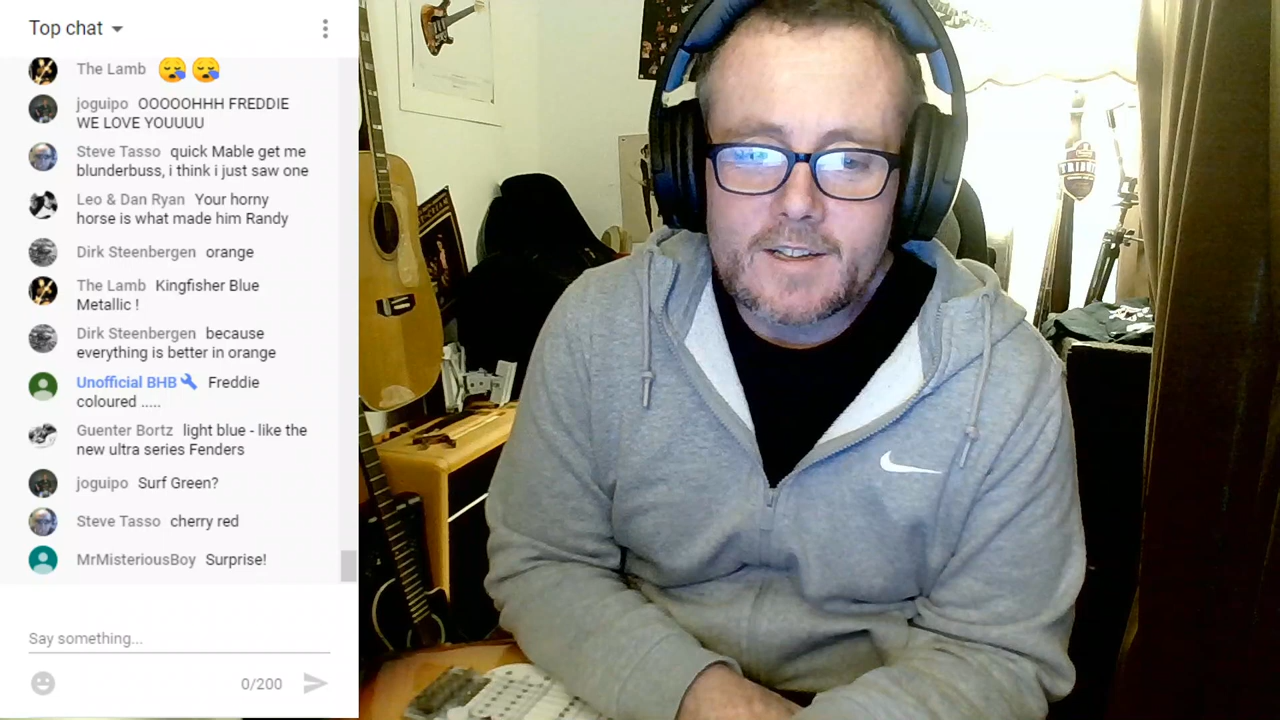 Top chat
The Lamb
joguipo OOOOOHHH FREDDIE
WE LOVE YOUUUU
Steve Tasso quick Mable get me
blunderbuss, i think i just saw one
Leo & Dan Ryan Your horny
horse is what made him Randy
Dirk Steenbergen orange
The Lamb Kingfisher Blue
Metallic !
Dirk Steenbergen because
everything is better in orange
Unofficial BHB Freddie
coloured .....
Guenter Bortz light blue - like the
new ultra series Fenders
joguipo Surf Green?
Steve Tasso cherry red
MrMisteriousBoy Surprise!
Say something...
0/200
TRIBUTE